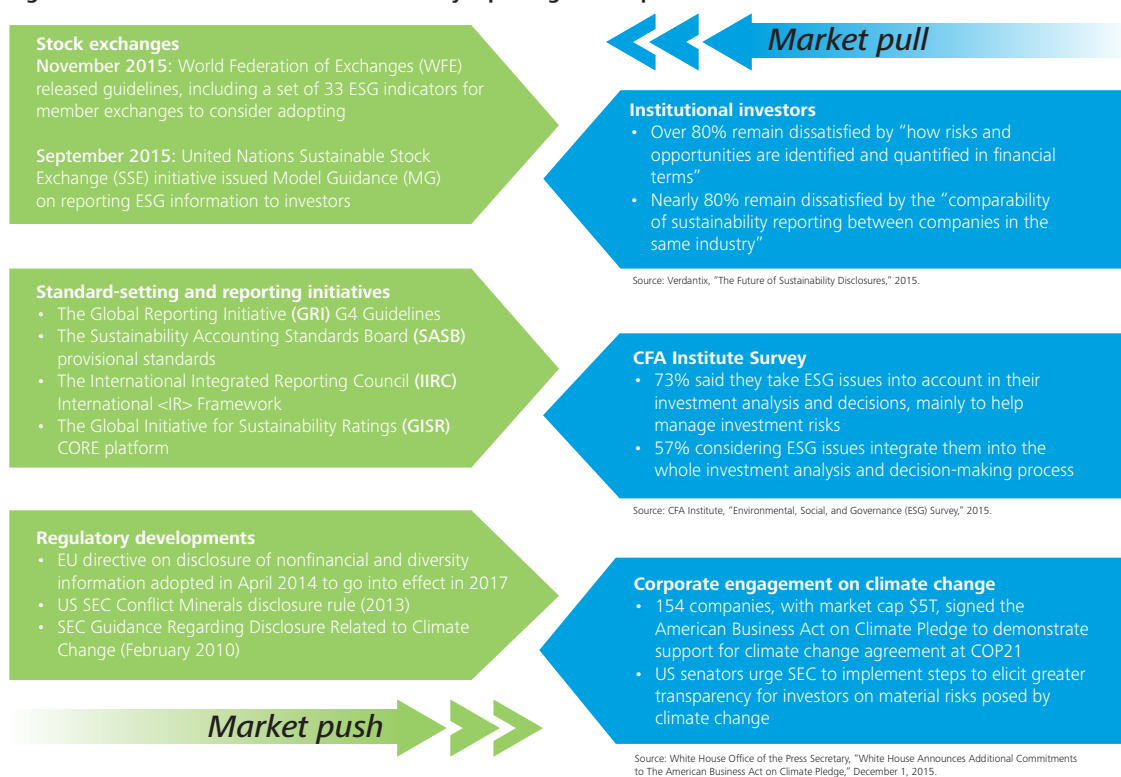 Stock exchanges
November 2015: World Federation of Exchanges (WFE)
released guidelines, including a set of 33 ESG indicators for
member exchanges to consider adopting
September 2015: United Nations Sustainable Stock
Exchange (SSE) initiative issued Model Guidance (MG)
on reporting ESG information to investors
Standard-setting and reporting initiatives
• The Global Reporting Initiative (GRI) G4 Guidelines
• The Sustainability Accounting Standards Board (SASB)
provisional standards
• The International Integrated Reporting Council (IIRC)
International <IR> Framework
• The Global Initiative for Sustainability Ratings (GISR)
CORE platform
Regulatory developments
• EU directive on disclosure of nonfinancial and diversity
information adopted in April 2014 to go into effect in 2017
• US SEC Conflict Minerals disclosure rule (2013)
• SEC Guidance Regarding Disclosure Related to Climate
Change (February 2010)
Market push
Market pull
Institutional investors
• Over 80% remain dissatisfied by “how risks and
opportunities are identified and quantified in financial
terms”
• Nearly 80% remain dissatisfied by the “comparability
of sustainability reporting between companies in the
same industry”
Source: Verdantix, “The Future of Sustainability Disclosures,” 2015.
CFA Institute Survey
• 73% said they take ESG issues into account in their
investment analysis and decisions, mainly to help
manage investment risks
• 57% considering ESG issues integrate them into the
whole investment analysis and decision-making process
Source: CFA Institute, “Environmental, Social, and Governance (ESG) Survey,” 2015.
Corporate engagement on climate change
• 154 companies, with market cap $5T, signed the
American Business Act on Climate Pledge to demonstrate
support for climate change agreement at COP21
• US senators urge SEC to implement steps to elicit greater
transparency for investors on material risks posed by
climate change
Source: White House Office of the Press Secretary, “White House Announces Additional Commitments
to The American Business Act on Climate Pledge,” December 1, 2015.